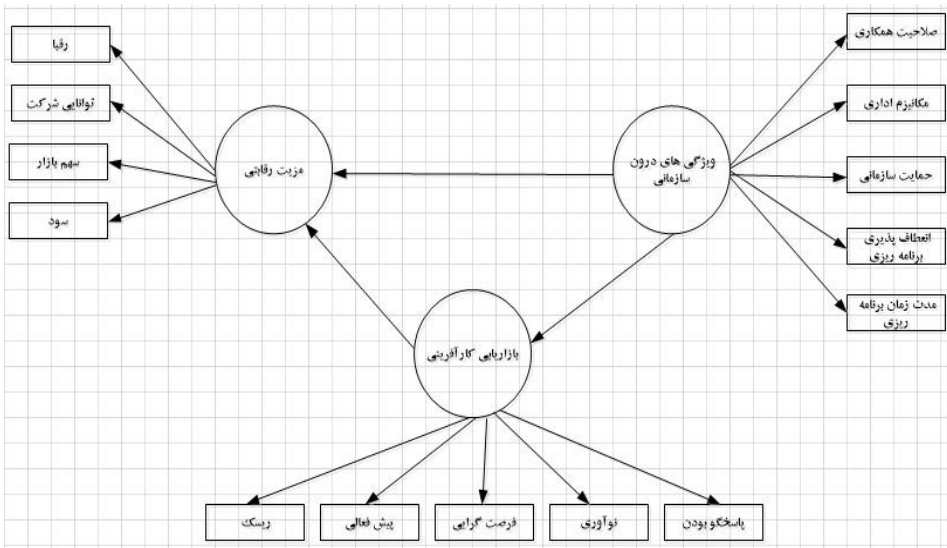 صلاحیت همکاری
مکانیزم اداری
حمایت سازمانی
انعطاف پذیری
برنامه ریزی
مدت زمان برنامه
ریزی
ویژگی های درون
سازمانی
مزیت رقابتی
رقبا
توانایی شرکت
سهم بازار
سود
بازاریابی کارآفرینی
پاسخگو بودن
نوآوری
فرصت گرایی
پیش فعالی
ریسک